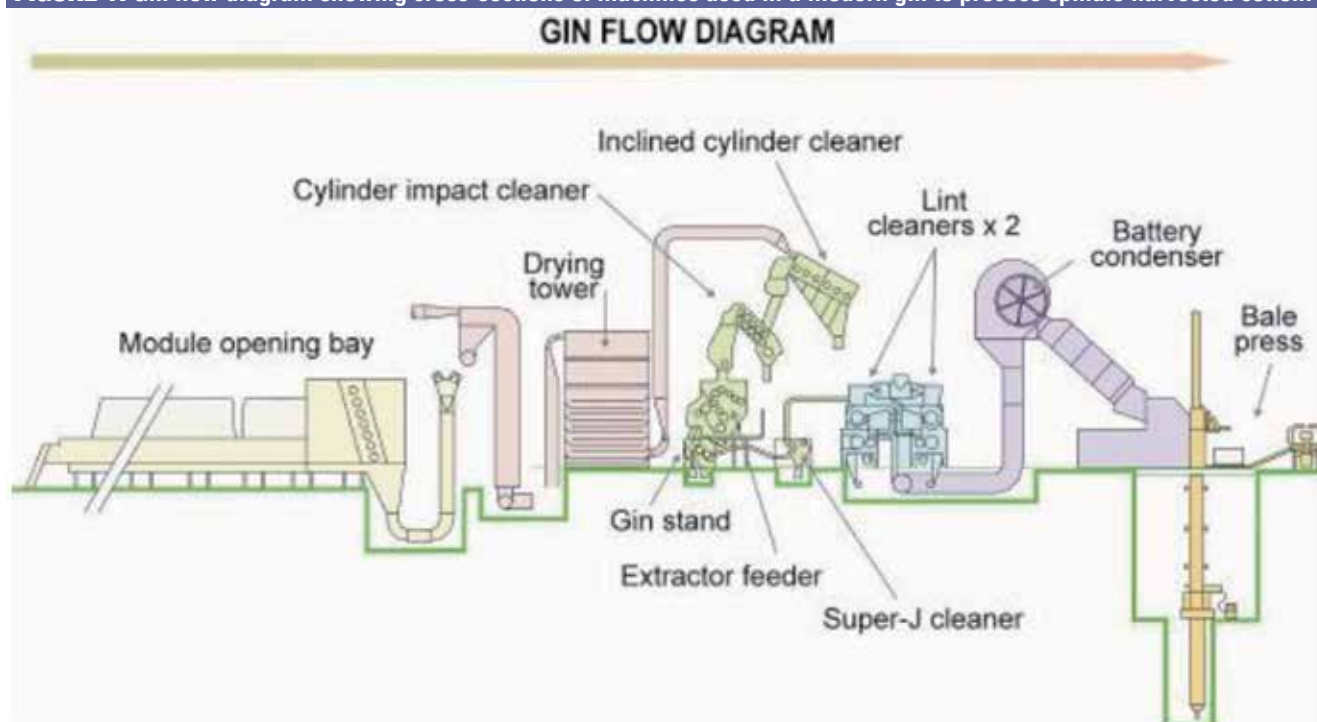 GIN FLOW DIAGRAM
Inclined cylinder cleaner
Cylinder impact cleaner
Lint
cleaners x 2
Battery
condenser
Drying
tower
Bale
press
Module opening bay
Gin stand
Extractor feeder
Super-J cleaner